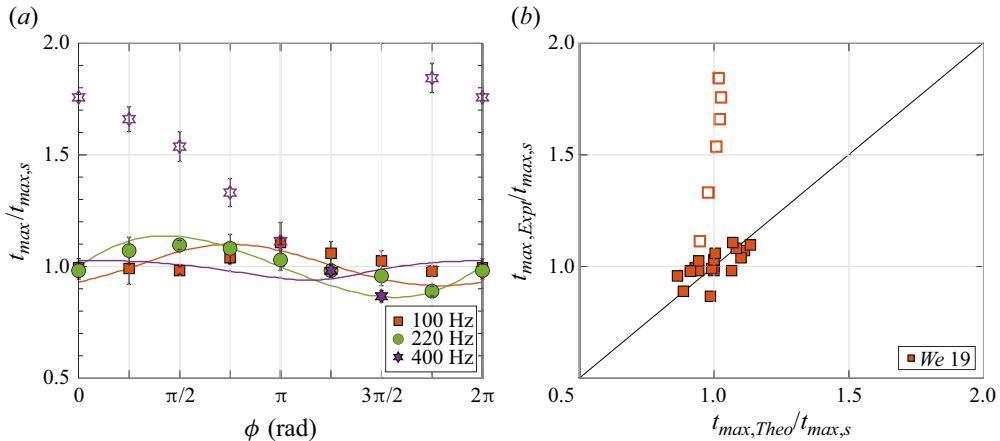 (a)
(b)
2.0
1.5
1.0
0.5
t_max/t_max,s
0
π/2
π
3π/2
2π
ϕ (rad)
100 Hz
220 Hz
400 Hz
2.0
1.5
1.0
t_max,Expt/t_max,s
0.5
1.0
1.5
2.0
t_max,Theo/t_max,s
We 19